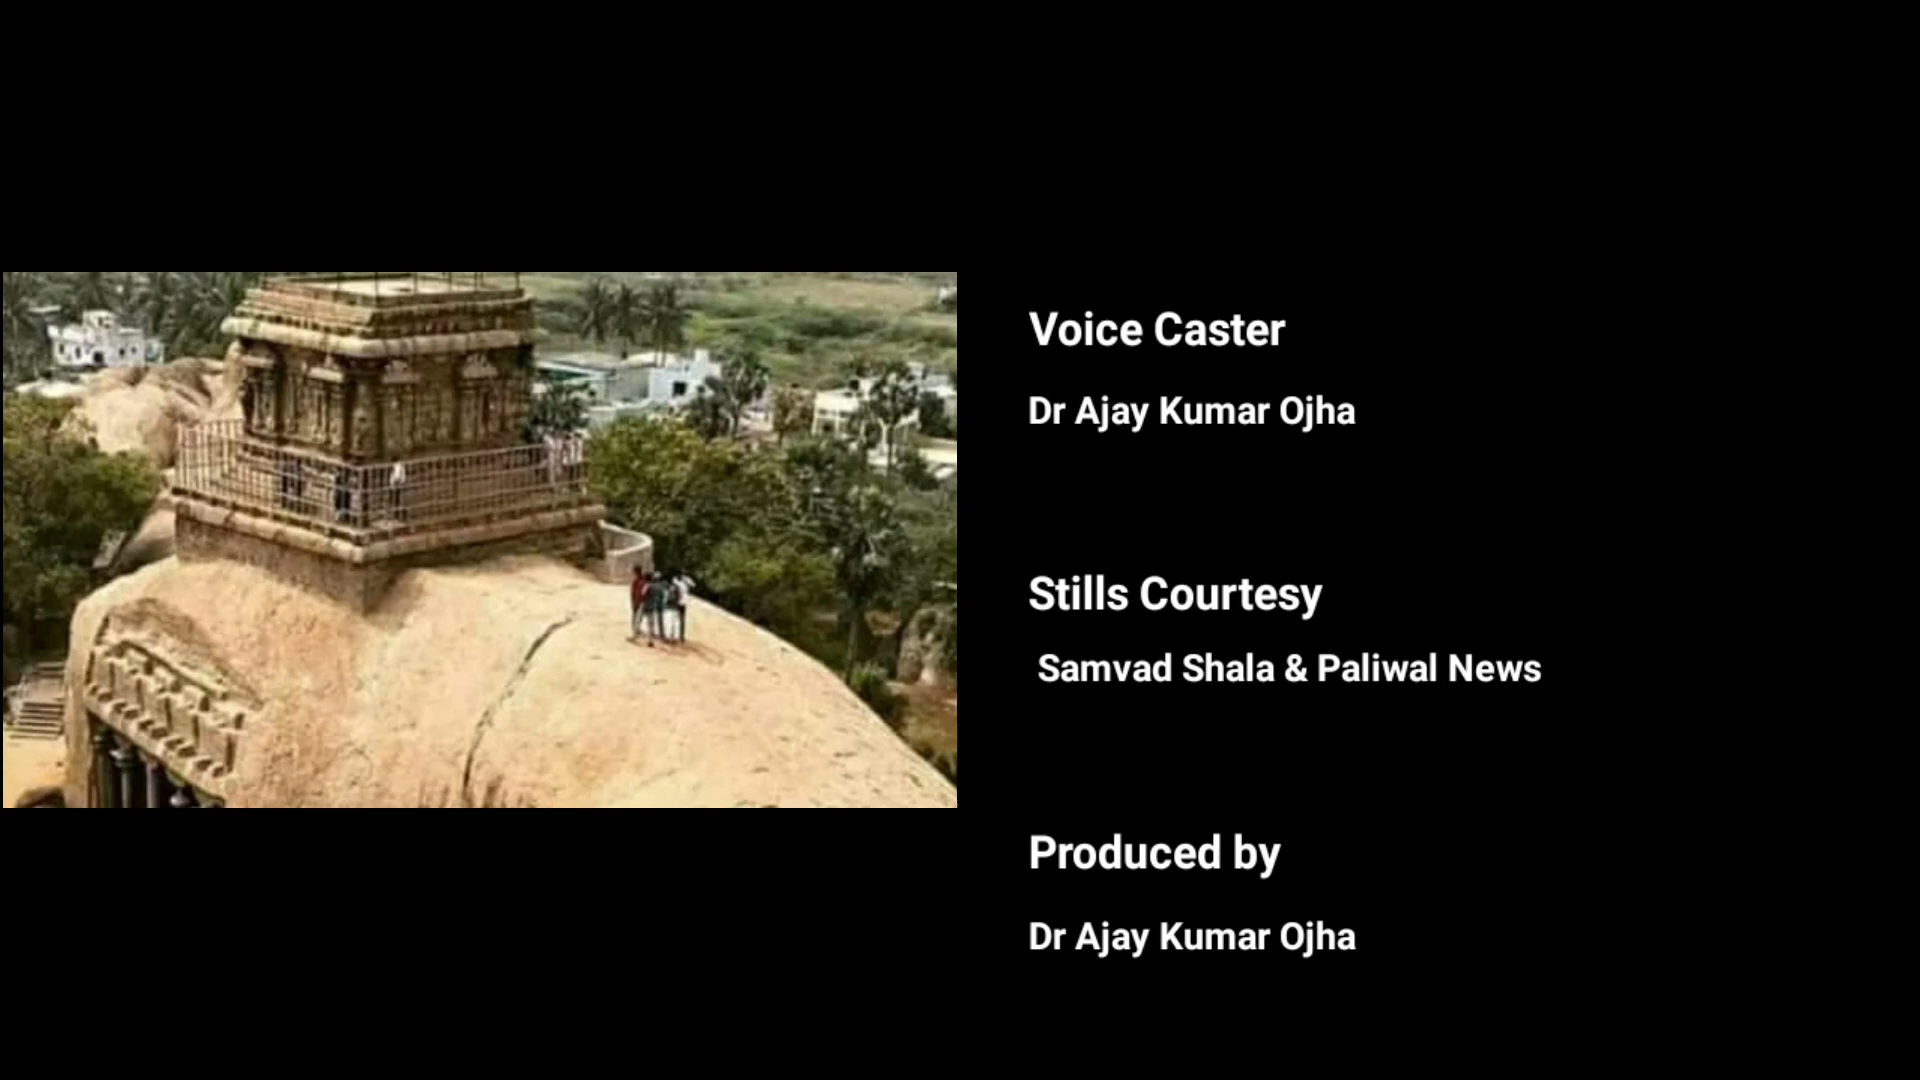 Voice Caster
Dr Ajay Kumar Ojha
Stills Courtesy
Samvad Shala & Paliwal News
Produced by
Dr Ajay Kumar Ojha